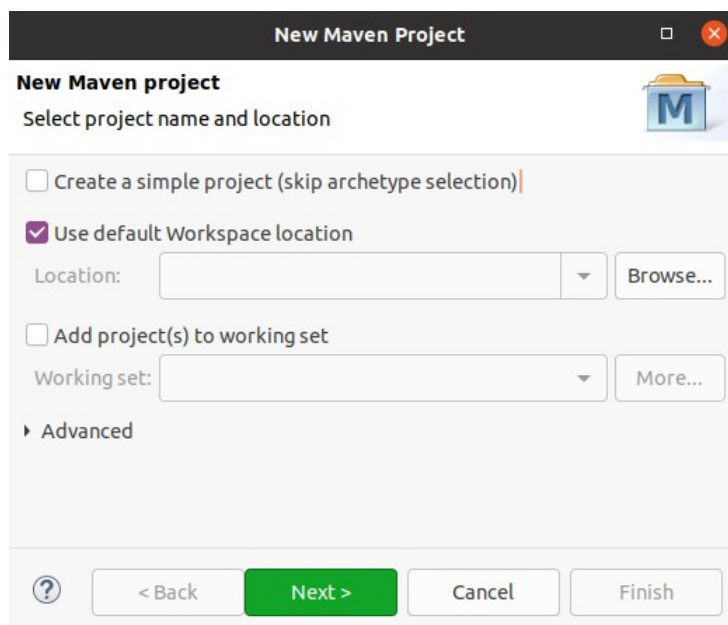 New Maven Project
New Maven project
Select project name and location
M
Create a simple project (skip archetype selection)
Use default Workspace location
Location:
Browse...
Add project(s) to working set
Working set:
More...
Advanced
?
< Back
Next >
Cancel
Finish